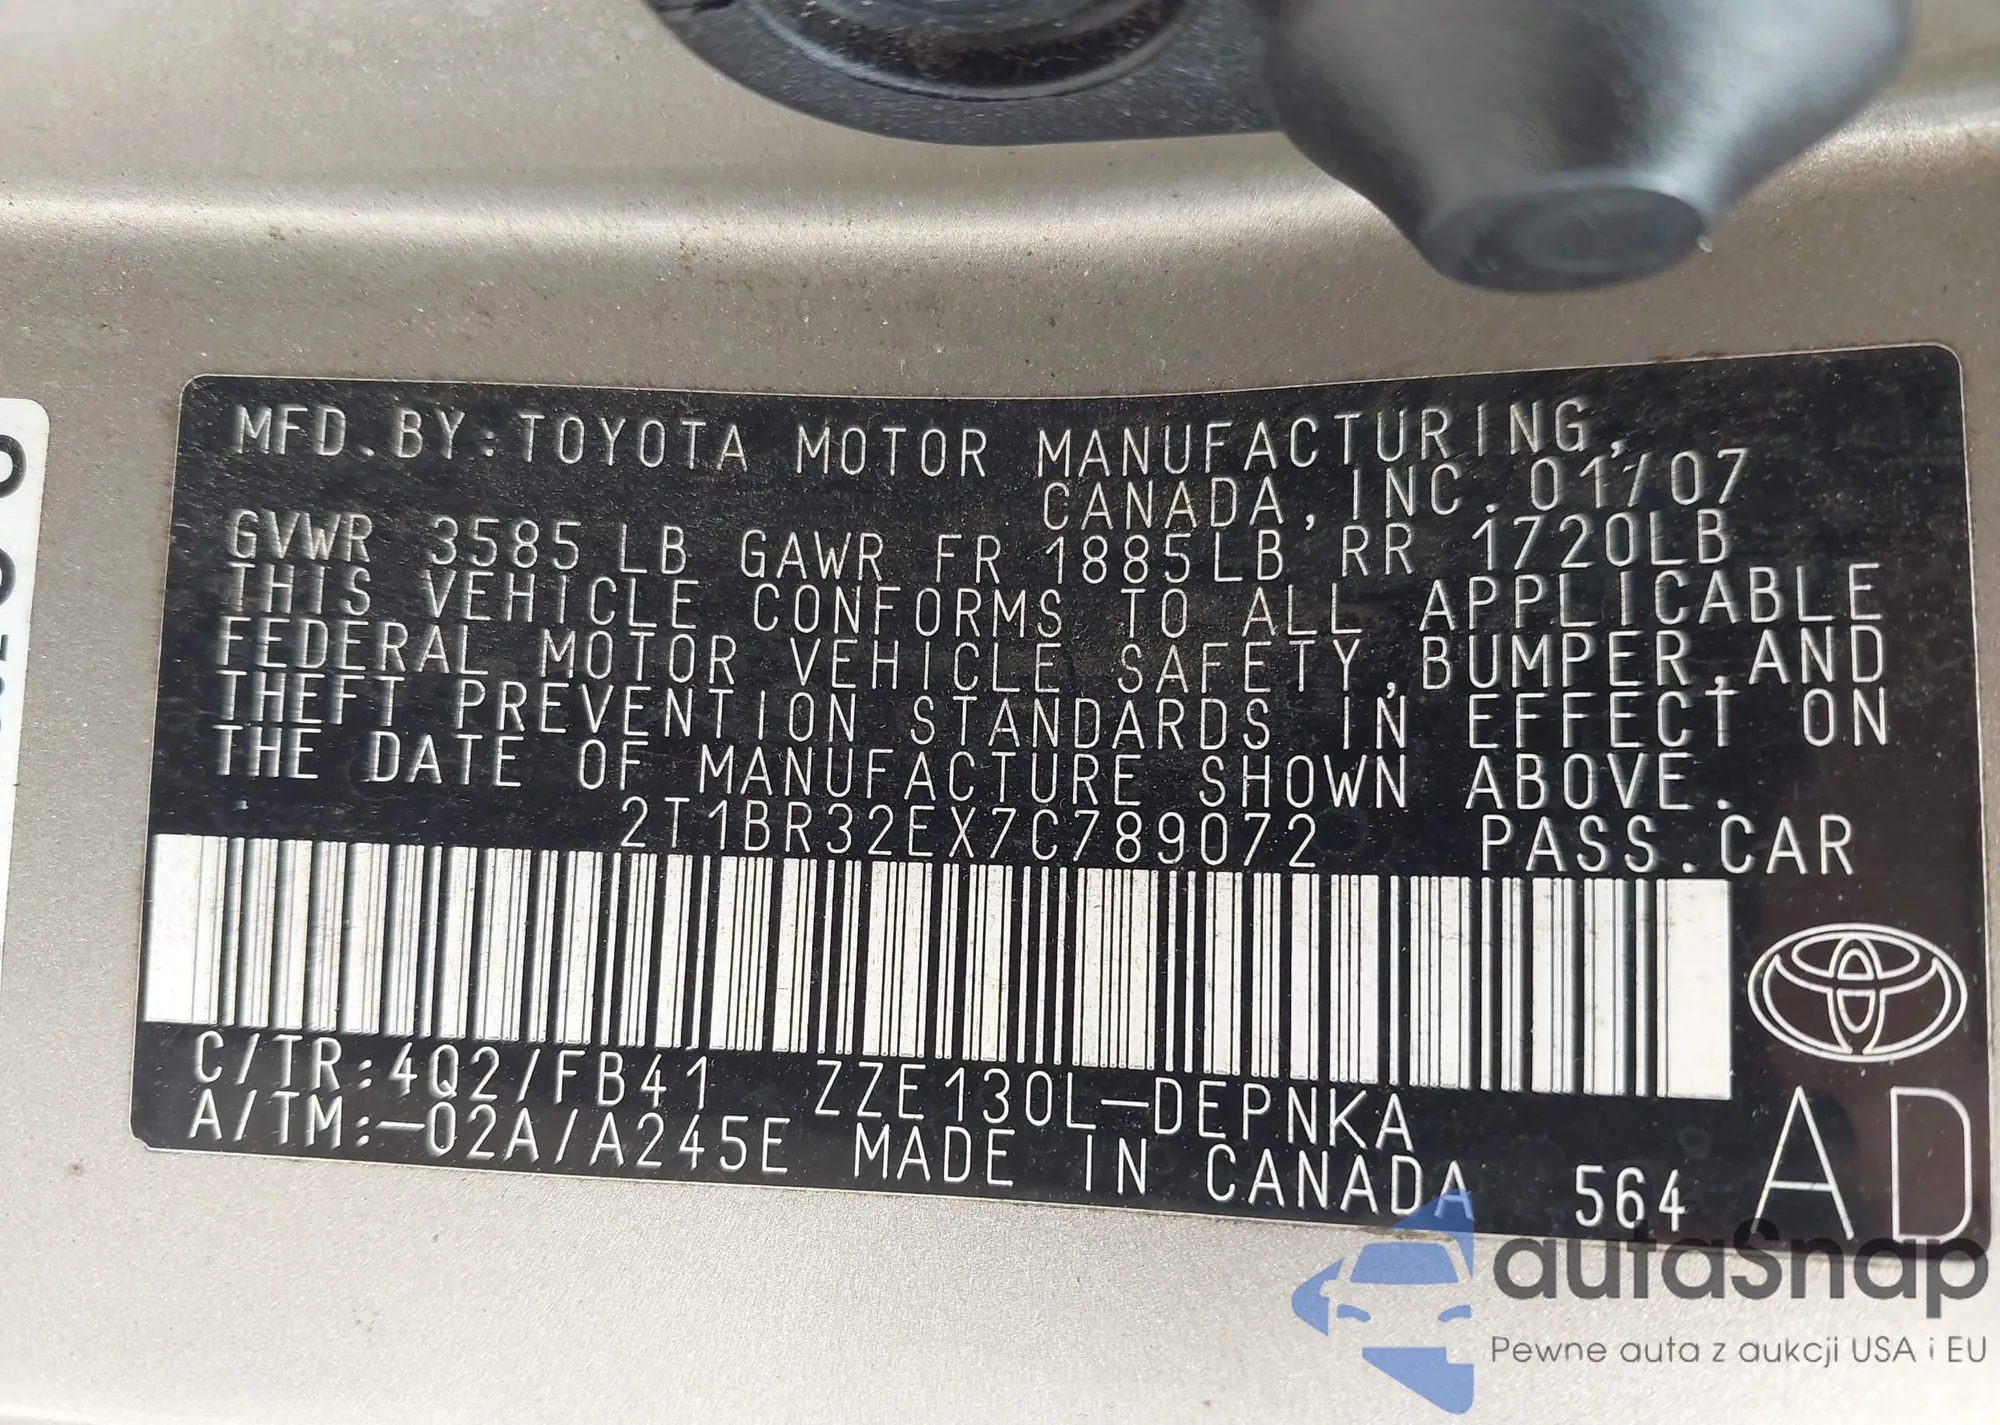 MFD.BY:TOYOTA MOTOR MANUFACTURING,
CANADA,INC.01/07
GVWR 3585LB GAWR FR 1885LB RR 1720LB
THIS VEHICLE CONFORMS TO ALL APPLICABLE
FEDERAL MOTOR VEHICLE SAFETY,BUMPER,AND
THEFT PREVENTION STANDARDS IN EFFECT ON
THE DATE OF MANUFACTURE SHOWN ABOVE.
2T1BR32EX7C789072 PASS.CAR
C/TR:4Q2/FB41 ZZE130L-DEPNKA
A/TM:-02A/A245E MADE IN CANADA 564
AD
autaSnap
Pewne auta z aukcji USA i EU